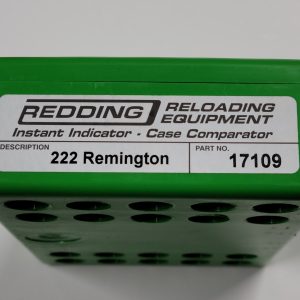 REDDING RELOADING EQUIPMENT
Instant Indicator - Case Comparator
DESCRIPTION 222 Remington PART NO. 17109